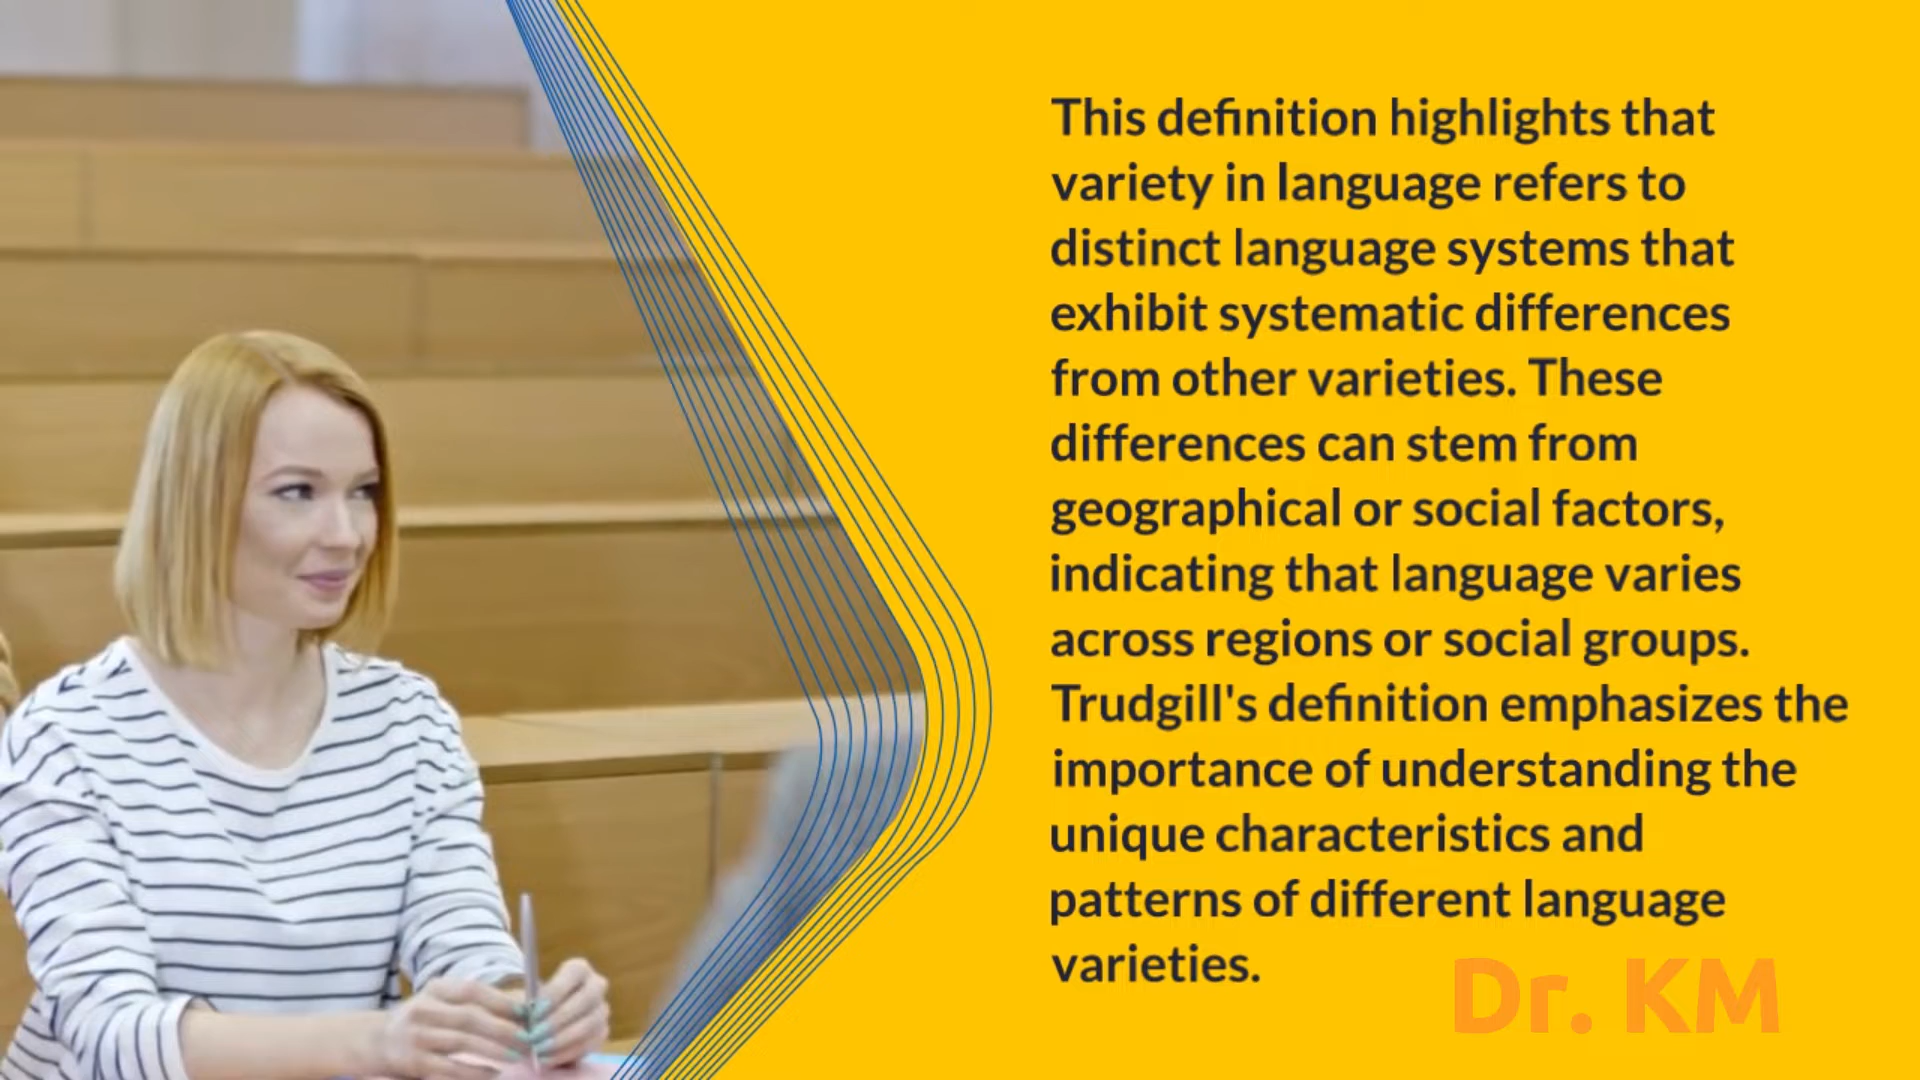 This definition highlights that
variety in language refers to
distinct language systems that
exhibit systematic differences
from other varieties. These
differences can stem from
geographical or social factors,
indicating that language varies
across regions or social groups.
Trudgill's definition emphasizes the
importance of understanding the
unique characteristics and
patterns of different language
varieties.
Dr. KM